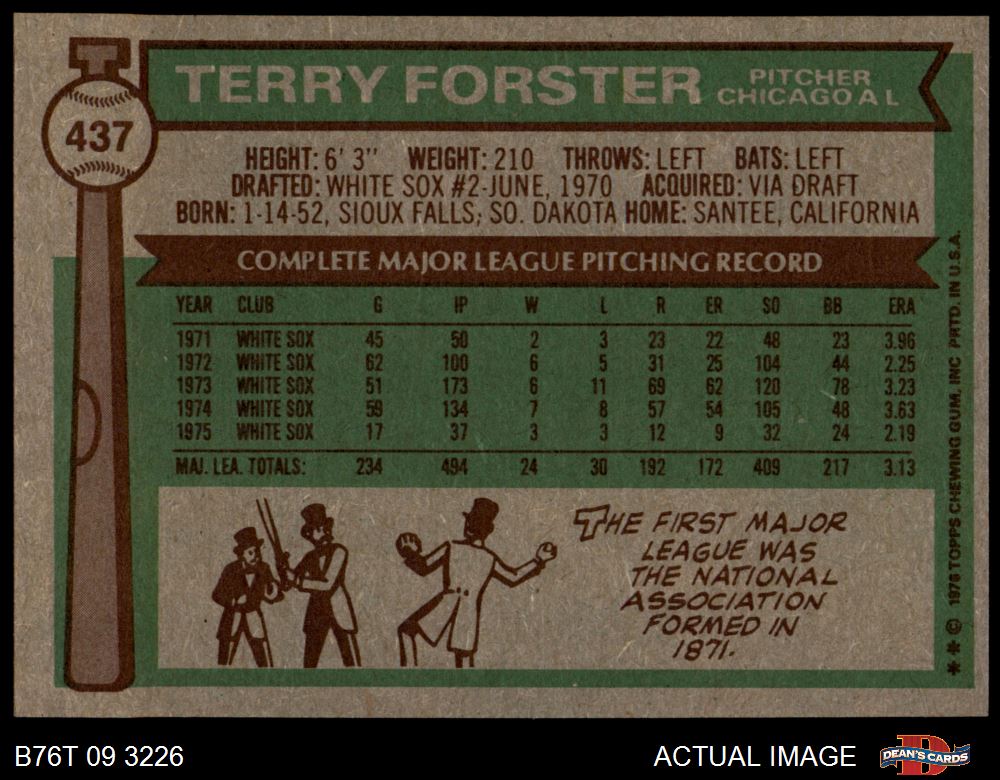 437
TERRY FORSTER
PITCHER
CHICAGO A L
HEIGHT: 6' 3" WEIGHT: 210 THROWS: LEFT BATS: LEFT
DRAFTED: WHITE SOX #2-JUNE, 1970 ACQUIRED: VIA DRAFT
BORN: 1-14-52, SIOUX FALLS, SO. DAKOTA HOME: SANTEE, CALIFORNIA
COMPLETE MAJOR LEAGUE PITCHING RECORD
YEAR CLUB G IP W L R ER SO BB ERA
1971 WHITE SOX 45 50 2 3 23 22 48 23 3.96
1972 WHITE SOX 62 100 6 5 31 25 104 44 2.25
1973 WHITE SOX 51 173 6 11 69 62 120 78 3.23
1974 WHITE SOX 59 134 7 8 57 54 105 48 3.63
1975 WHITE SOX 17 37 3 3 12 9 32 24 2.19
MAJ. LEA. TOTALS: 234 494 24 30 192 172 409 217 3.13
THE FIRST MAJOR
LEAGUE WAS
THE NATIONAL
ASSOCIATION
FORMED IN
1871.
** © 1976 TOPPS CHEWING GUM, INC PRTD. IN U.S.A.
B76T 09 3226
ACTUAL IMAGE
D
DEAN'S CARDS